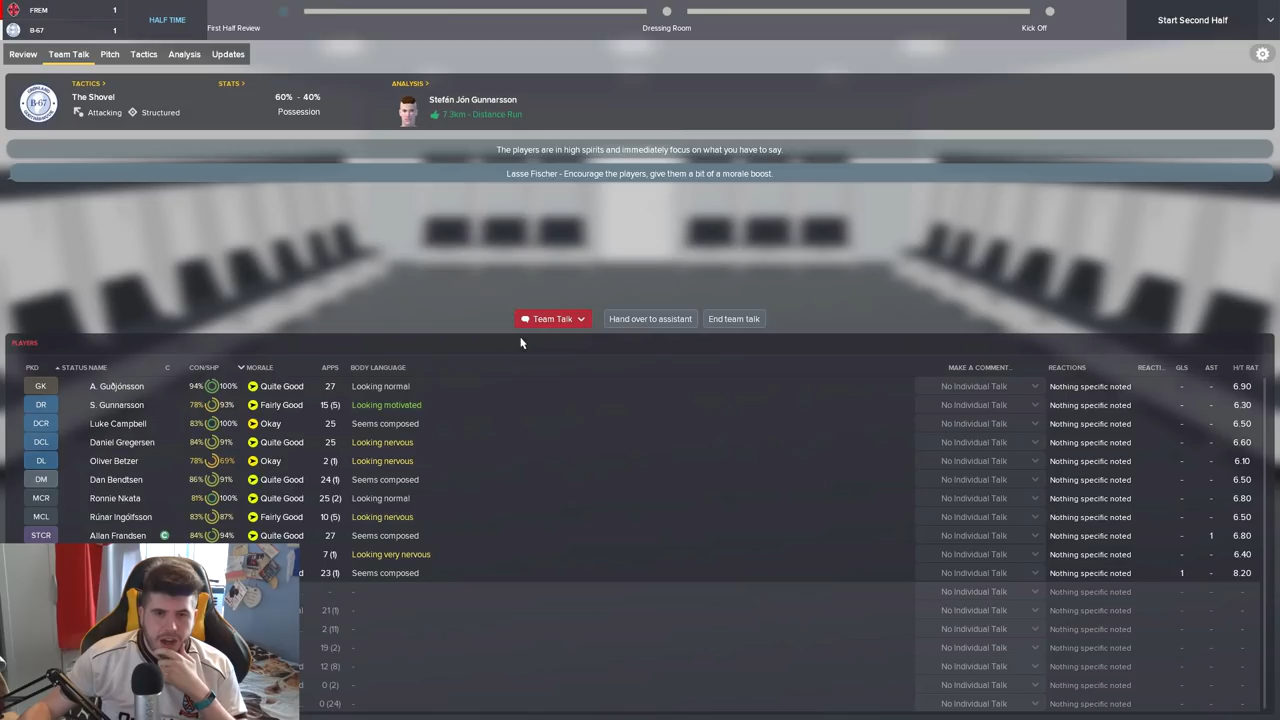 FREM 1
B-67 1
HALF TIME
First Half Review
Dressing Room
Kick Off
Start Second Half
Review Team Talk Pitch Tactics Analysis Updates
B-67
TACTICS >
The Shovel
Attacking Structured
STATS >
60% - 40%
Possession
ANALYSIS >
Stefán Jón Gunnarsson
7.3km - Distance Run
The players are in high spirits and immediately focus on what you have to say.
Lasse Fischer - Encourage the players, give them a bit of a morale boost.
Team Talk Hand over to assistant End team talk
PLAYERS
PKD STATUS NAME C CON/SHP MORALE APPS BODY LANGUAGE MAKE A COMMENT... REACTIONS REACTI... GLS AST H/T RAT
GK A. Guðjónsson 94% 100% Quite Good 27 Looking normal No Individual Talk Nothing specific noted - - 6.90
DR S. Gunnarsson 78% 93% Fairly Good 15 (5) Looking motivated No Individual Talk Nothing specific noted - - 6.30
DCR Luke Campbell 83% 100% Okay 25 Seems composed No Individual Talk Nothing specific noted - - 6.50
DCL Daniel Gregersen 84% 91% Quite Good 25 Looking nervous No Individual Talk Nothing specific noted - - 6.60
DL Oliver Betzer 78% 69% Okay 2 (1) Looking nervous No Individual Talk Nothing specific noted - - 6.10
DM Dan Bendtsen 86% 91% Quite Good 24 (1) Seems composed No Individual Talk Nothing specific noted - - 6.50
MCR Ronnie Nkata 81% 100% Quite Good 25 (2) Looking normal No Individual Talk Nothing specific noted - - 6.80
MCL Rúnar Ingólfsson 83% 87% Fairly Good 10 (5) Looking nervous No Individual Talk Nothing specific noted - - 6.50
STCR Allan Frandsen C 84% 94% Quite Good 27 Seems composed No Individual Talk Nothing specific noted - 1 6.80
7 (1) Looking very nervous No Individual Talk Nothing specific noted - - 6.40
23 (1) Seems composed No Individual Talk Nothing specific noted 1 - 8.20
- - No Individual Talk Nothing specific noted - - -
21 (1) - No Individual Talk Nothing specific noted - - -
2 (11) - No Individual Talk Nothing specific noted - - -
19 (2) - No Individual Talk Nothing specific noted - - -
12 (8) - No Individual Talk Nothing specific noted - - -
0 (2) - No Individual Talk Nothing specific noted - - -
0 (24) - No Individual Talk Nothing specific noted - - -